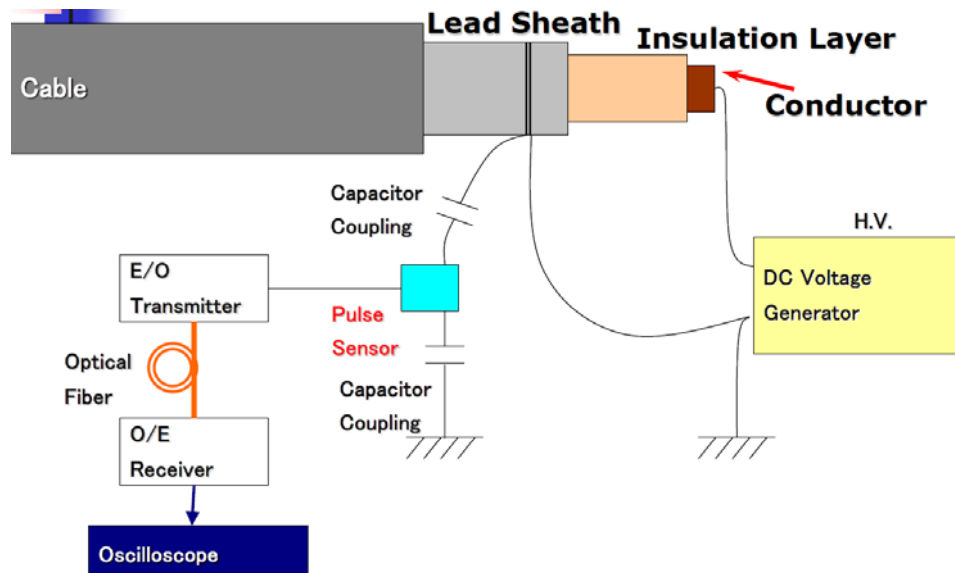 Lead Sheath
Insulation Layer
Cable
Conductor
Capacitor
Coupling
H.V.
E/O
Transmitter
DC Voltage
Generator
Pulse
Sensor
Optical
Fiber
Capacitor
Coupling
O/E
Receiver
Oscilloscope